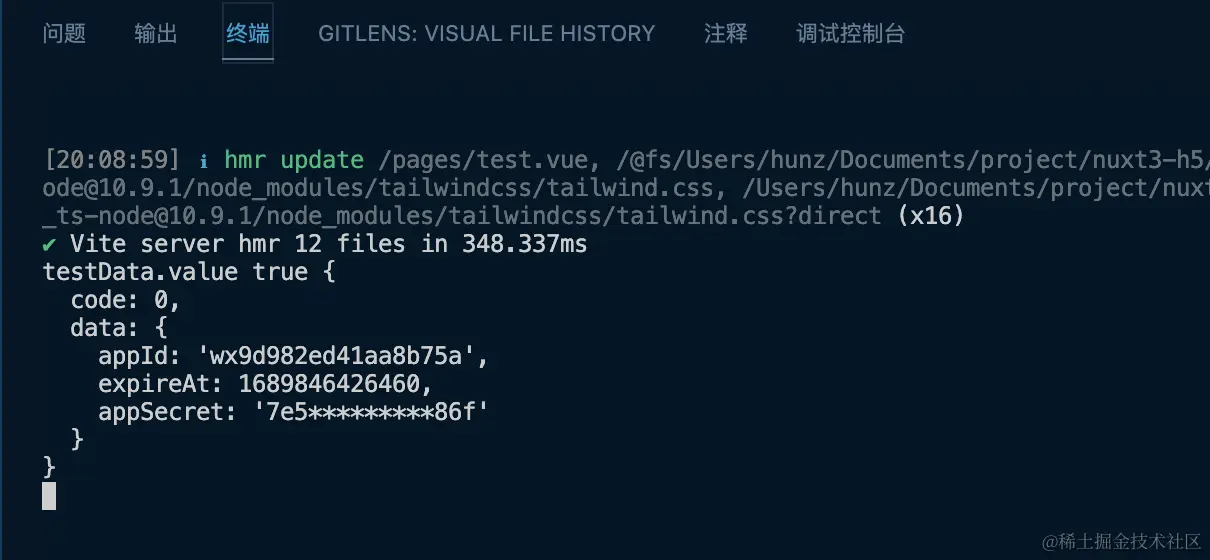 问题 输出 终端 GITLENS: VISUAL FILE HISTORY 注释 调试控制台
[20:08:59] ℹ hmr update /pages/test.vue, /@fs/Users/hunz/Documents/project/nuxt3-h5/
ode@10.9.1/node_modules/tailwindcss/tailwind.css, /Users/hunz/Documents/project/nuxt
_ts-node@10.9.1/node_modules/tailwindcss/tailwind.css?direct (x16)
✔ Vite server hmr 12 files in 348.337ms
testData.value true {
  code: 0,
  data: {
    appId: 'wx9d982ed41aa8b75a',
    expireAt: 1689846426460,
    appSecret: '7e5*********86f'
  }
}
@稀土掘金技术社区